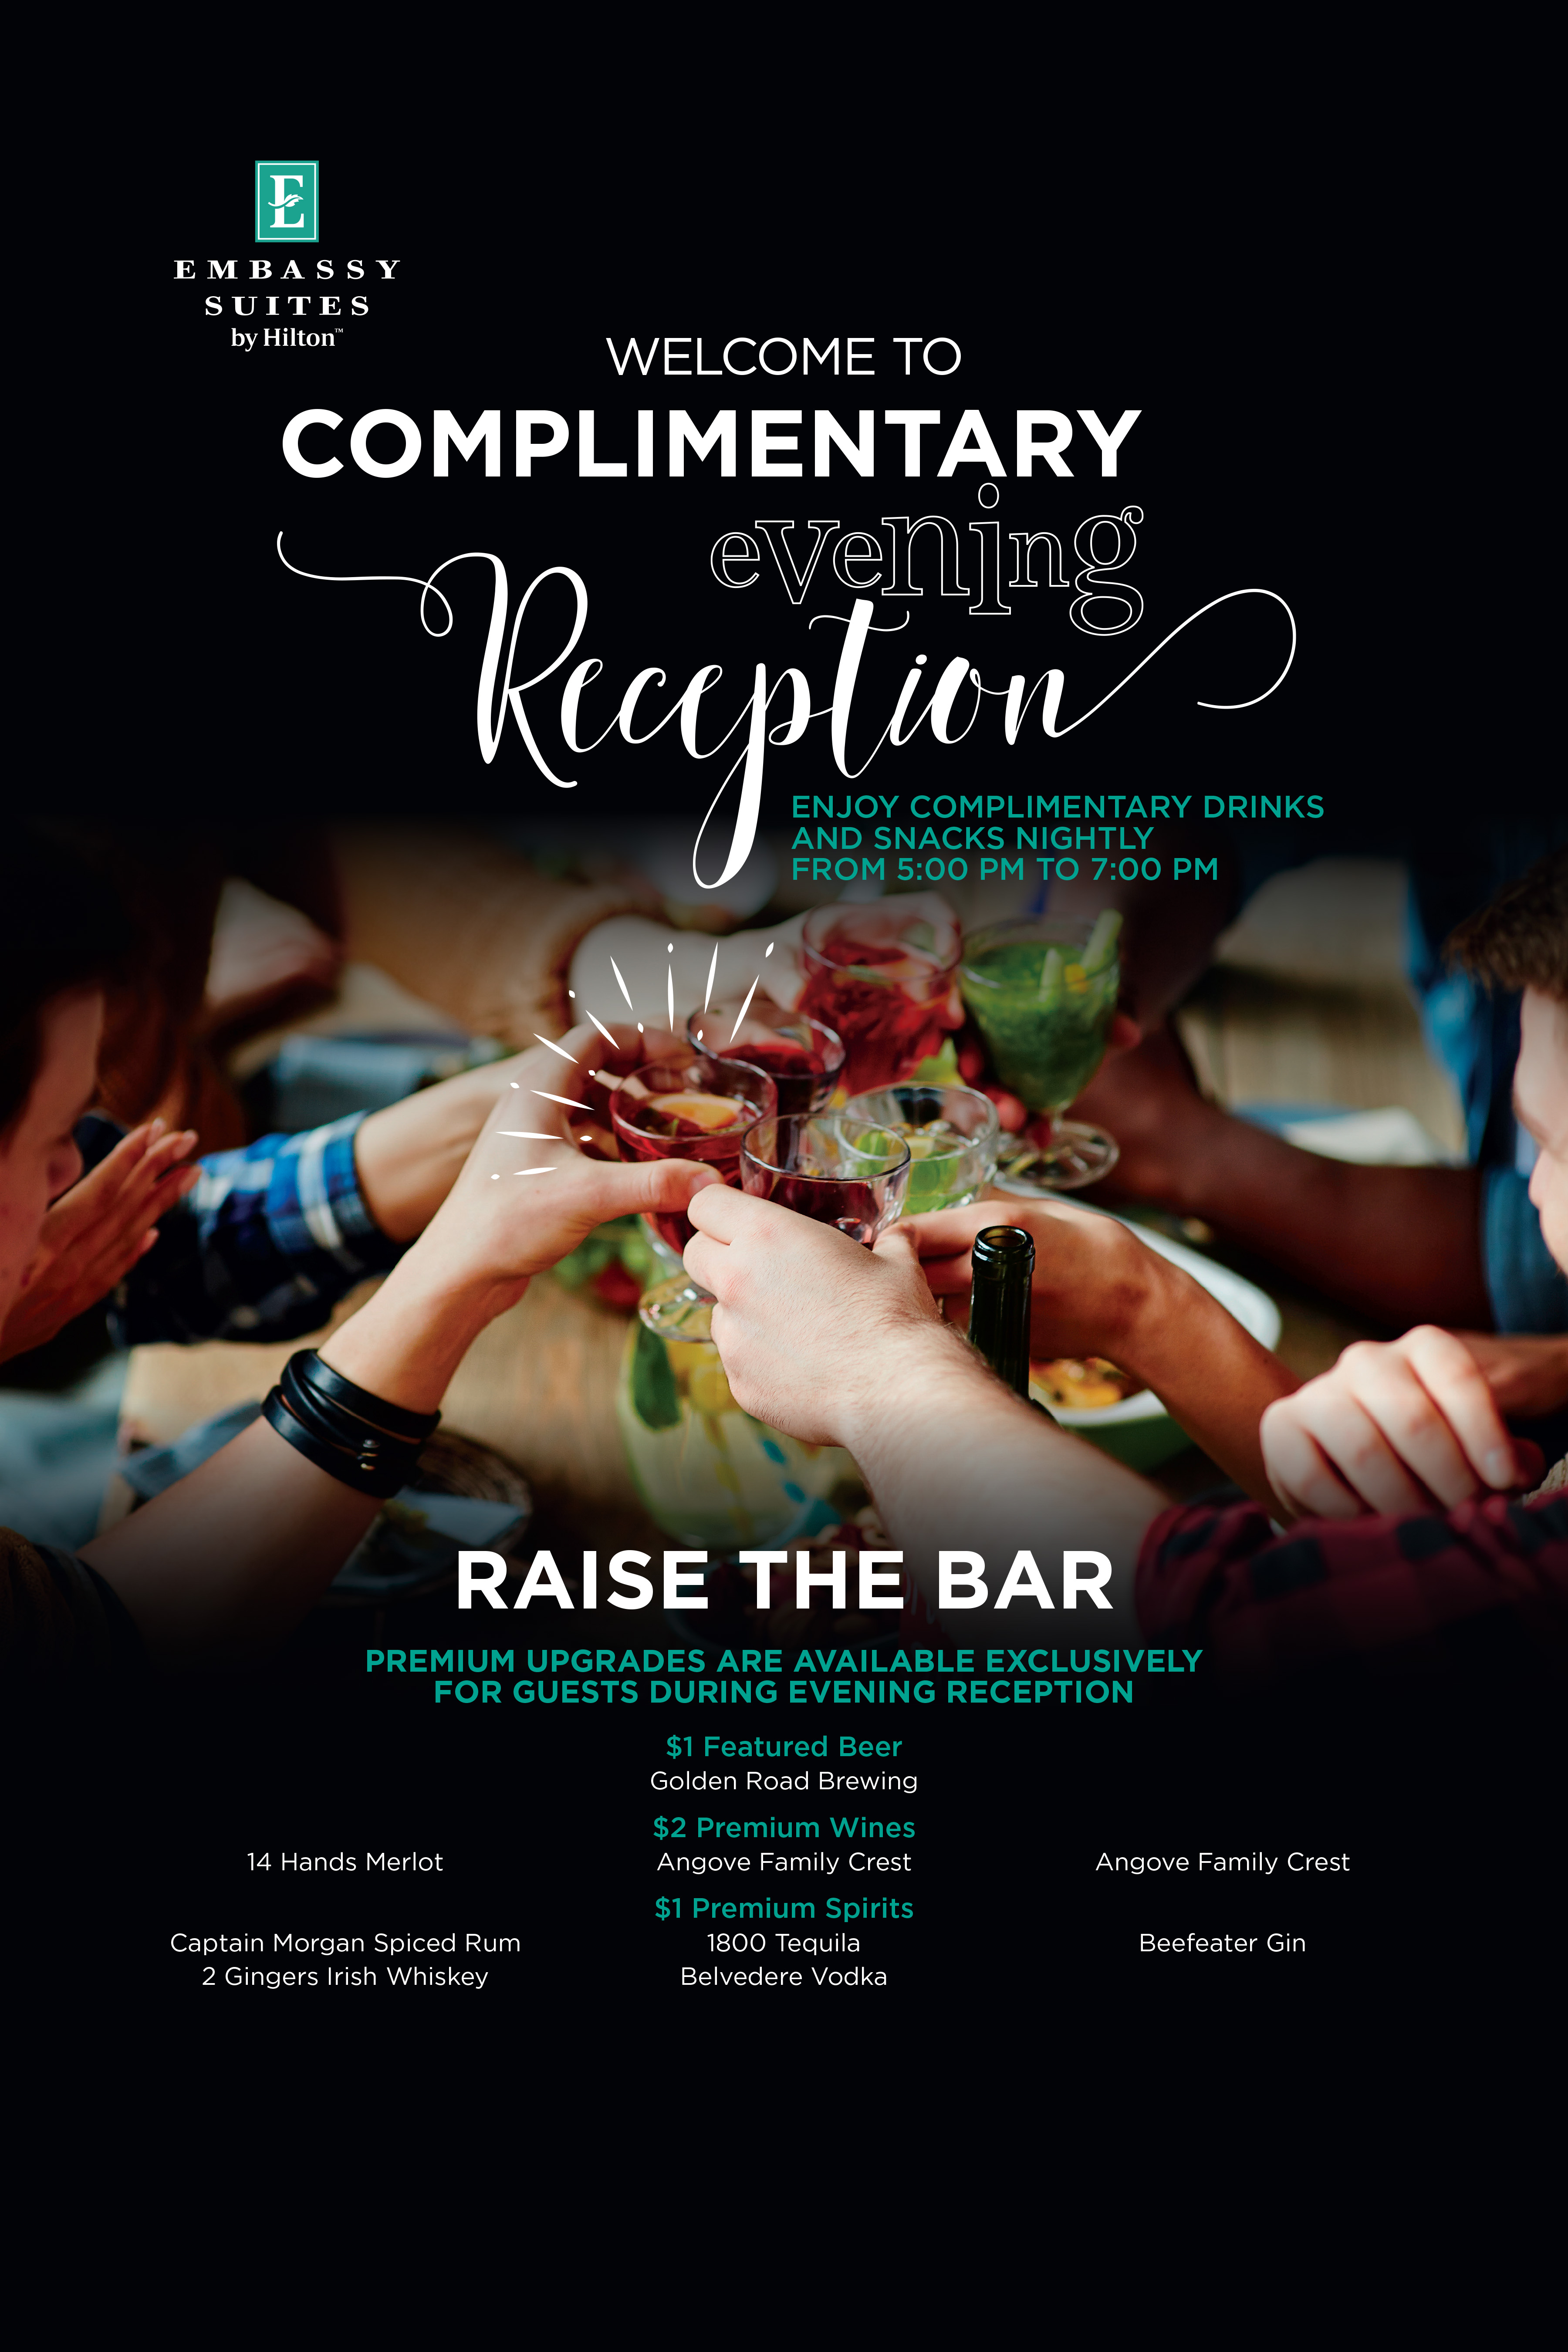 E
EMBASSY
SUITES
by Hilton™
WELCOME TO
COMPLIMENTARY
evening
Reception
ENJOY COMPLIMENTARY DRINKS
AND SNACKS NIGHTLY
FROM 5:00 PM TO 7:00 PM
RAISE THE BAR
PREMIUM UPGRADES ARE AVAILABLE EXCLUSIVELY
FOR GUESTS DURING EVENING RECEPTION
$1 Featured Beer
Golden Road Brewing
$2 Premium Wines
14 Hands Merlot Angove Family Crest Angove Family Crest
$1 Premium Spirits
Captain Morgan Spiced Rum 1800 Tequila Beefeater Gin
2 Gingers Irish Whiskey Belvedere Vodka